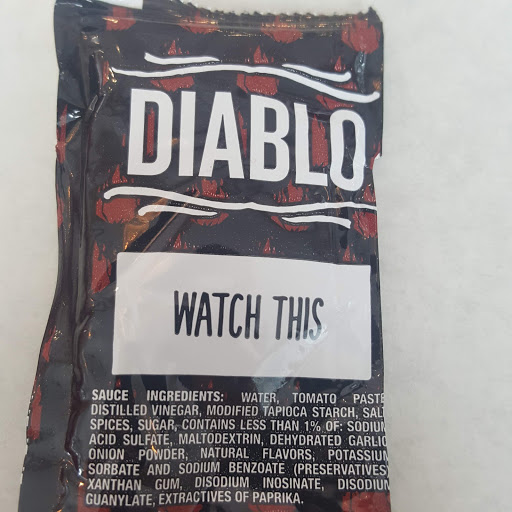 DIABLO
WATCH THIS
SAUCE INGREDIENTS: WATER, TOMATO PASTE
DISTILLED VINEGAR, MODIFIED TAPIOCA STARCH, SALT
SPICES, SUGAR, CONTAINS LESS THAN 1% OF: SODIUM
ACID SULFATE, MALTODEXTRIN, DEHYDRATED GARLIC
ONION POWDER, NATURAL FLAVORS, POTASSIUM
SORBATE AND SODIUM BENZOATE (PRESERVATIVES)
XANTHAN GUM, DISODIUM INOSINATE, DISODIUM
GUANYLATE, EXTRACTIVES OF PAPRIKA.